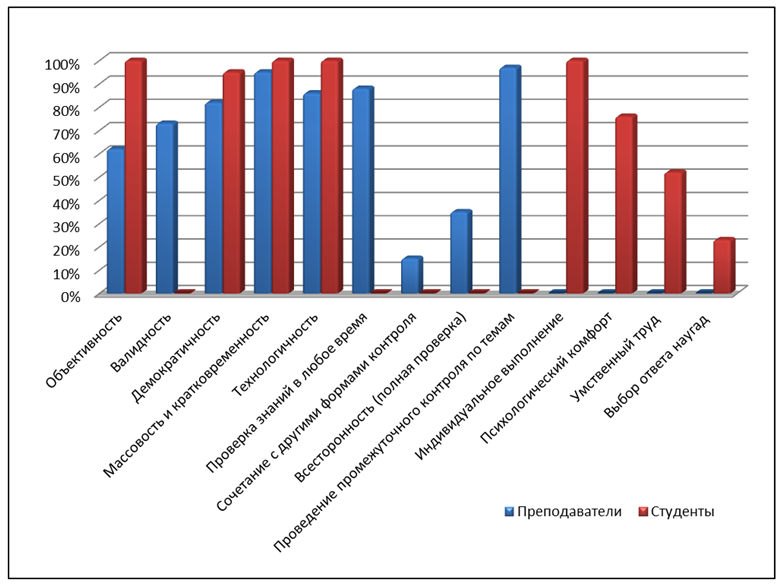 100%
90%
80%
70%
60%
50%
40%
30%
20%
10%
0%
Объективность
Валидность
Демократичность
Массовость и кратковременность
Технологичность
Проверка знаний в любое время
Сочетание с другими формами контроля
Всесторонность (полная проверка)
Проведение промежуточного контроля по темам
Индивидуальное выполнение
Психологический комфорт
Умственный труд
Выбор ответа наугад
Преподаватели
Студенты